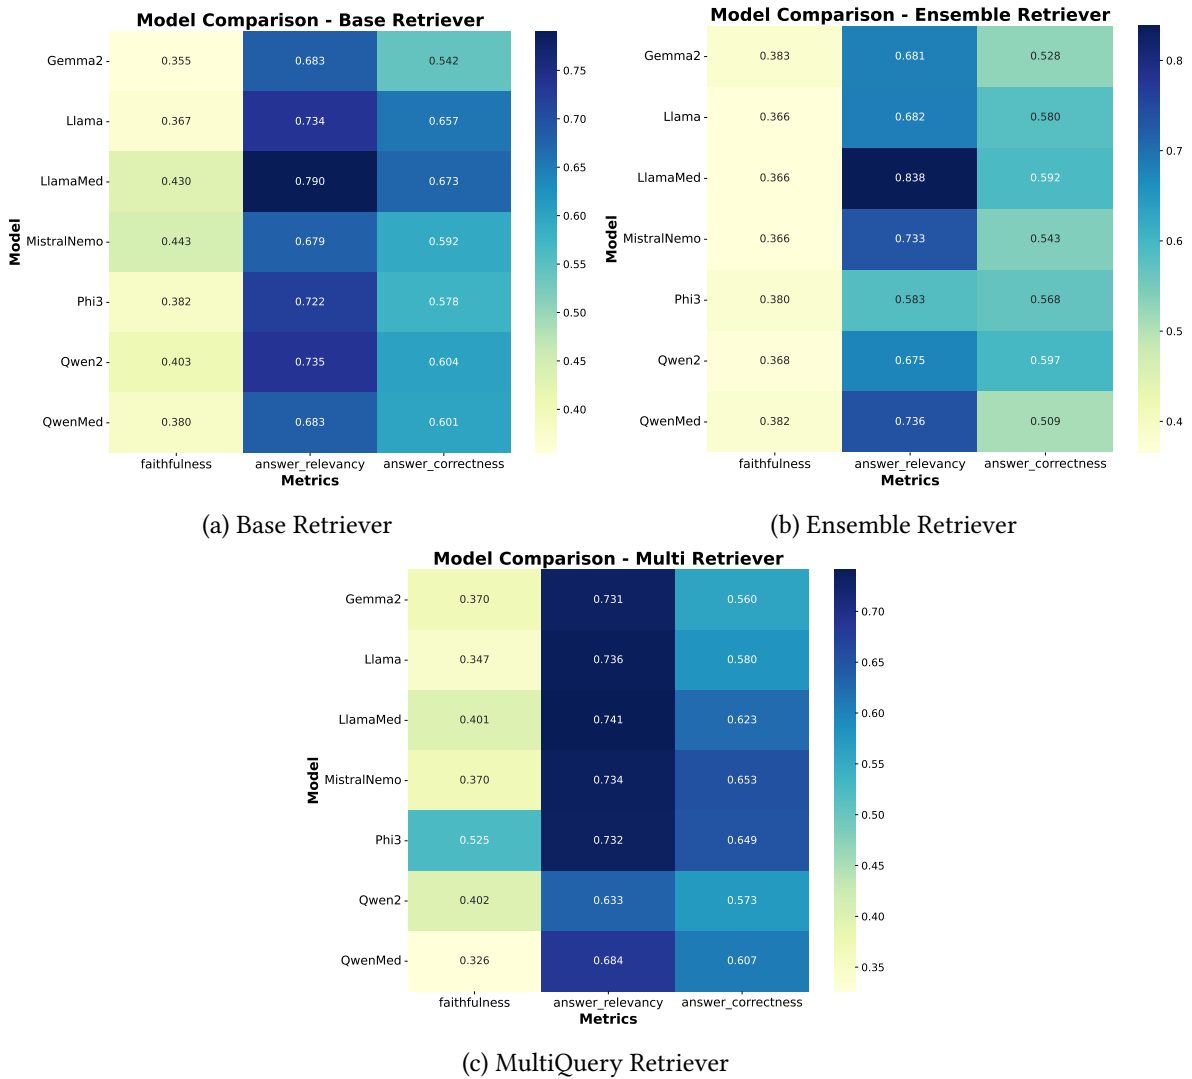 Model Comparison - Base Retriever
Gemma2 0.355 0.683 0.542
Llama 0.367 0.734 0.657
LlamaMed 0.430 0.790 0.673
MistralNemo 0.443 0.679 0.592
Phi3 0.382 0.722 0.578
Qwen2 0.403 0.735 0.604
QwenMed 0.380 0.683 0.601
Model
faithfulness answer_relevancy answer_correctness
Metrics
0.75
0.70
0.65
0.60
0.55
0.50
0.45
0.40
(a) Base Retriever
Model Comparison - Ensemble Retriever
Gemma2 0.383 0.681 0.528
Llama 0.366 0.682 0.580
LlamaMed 0.366 0.838 0.592
MistralNemo 0.366 0.733 0.543
Phi3 0.380 0.583 0.568
Qwen2 0.368 0.675 0.597
QwenMed 0.382 0.736 0.509
Model
faithfulness answer_relevancy answer_correctness
Metrics
0.8
0.7
0.6
0.5
0.4
(b) Ensemble Retriever
Model Comparison - Multi Retriever
Gemma2 0.370 0.731 0.560
Llama 0.347 0.736 0.580
LlamaMed 0.401 0.741 0.623
MistralNemo 0.370 0.734 0.653
Phi3 0.525 0.732 0.649
Qwen2 0.402 0.633 0.573
QwenMed 0.326 0.684 0.607
Model
faithfulness answer_relevancy answer_correctness
Metrics
0.70
0.65
0.60
0.55
0.50
0.45
0.40
0.35
(c) MultiQuery Retriever